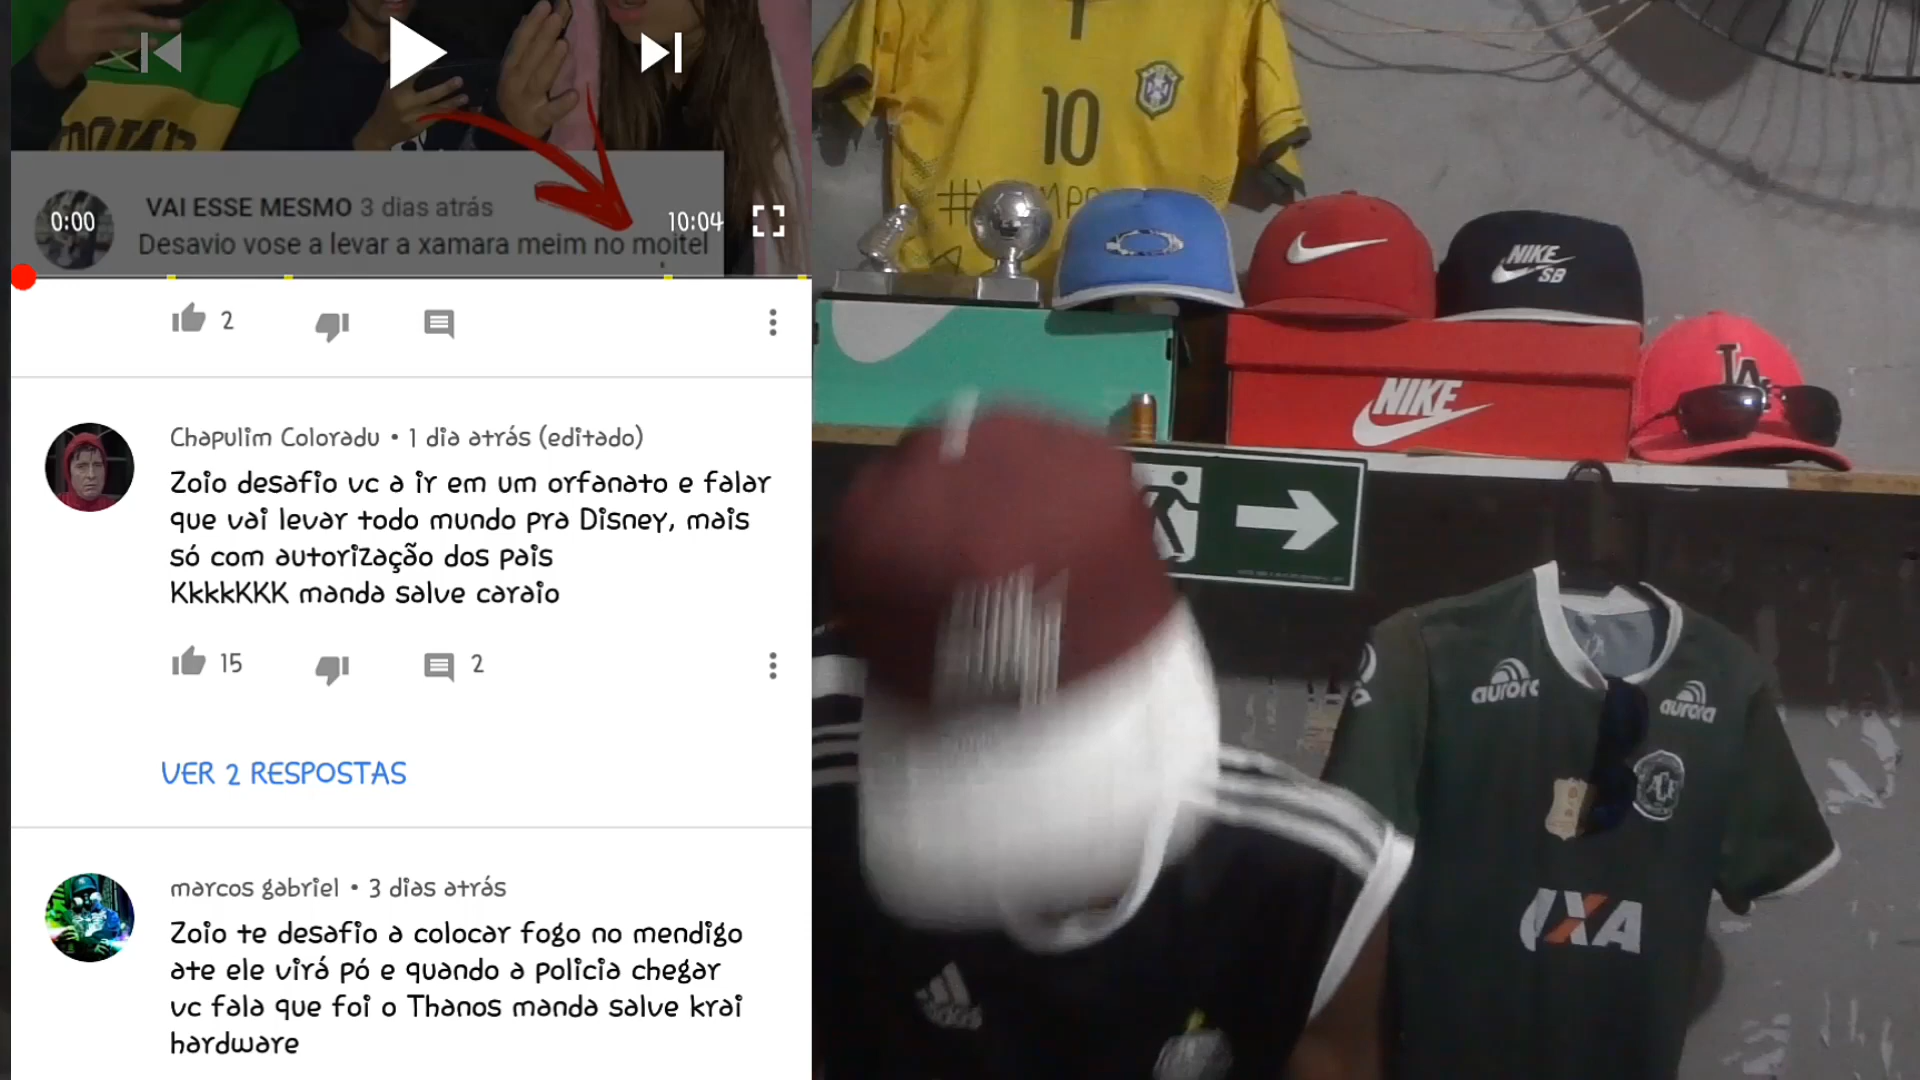 VAI ESSE MESMO 3 dias atrás
0:00
10:04
Desavio vose a levar a xamara meim no moitel
2
Chapulim Coloradu • 1 dia atrás (editado)
Zoio desafio vc a ir em um orfanato e falar
que vai levar todo mundo pra Disney, mais
só com autorização dos pais
KkkkKKK manda salve caraio
15
2
VER 2 RESPOSTAS
marcos gabriel • 3 dias atrás
Zoio te desafio a colocar fogo no mendigo
ate ele virá pó e quando a policia chegar
vc fala que foi o Thanos manda salve krai
hardware
10
NIKE
SB
NIKE
LA
aurora
aurora
adidas